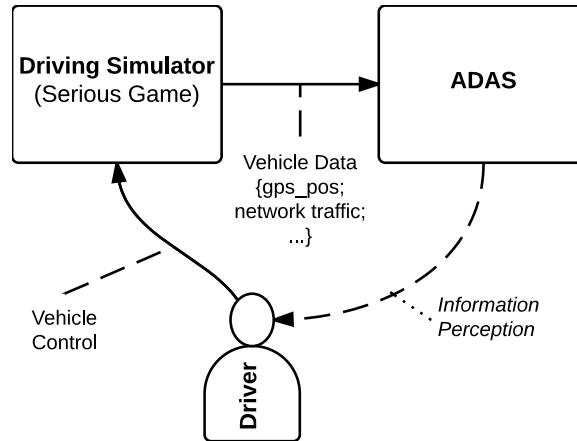 Driving Simulator
(Serious Game)
ADAS
Vehicle Data
{gps_pos;
network traffic;
...}
Vehicle
Control
Information
Perception
Driver